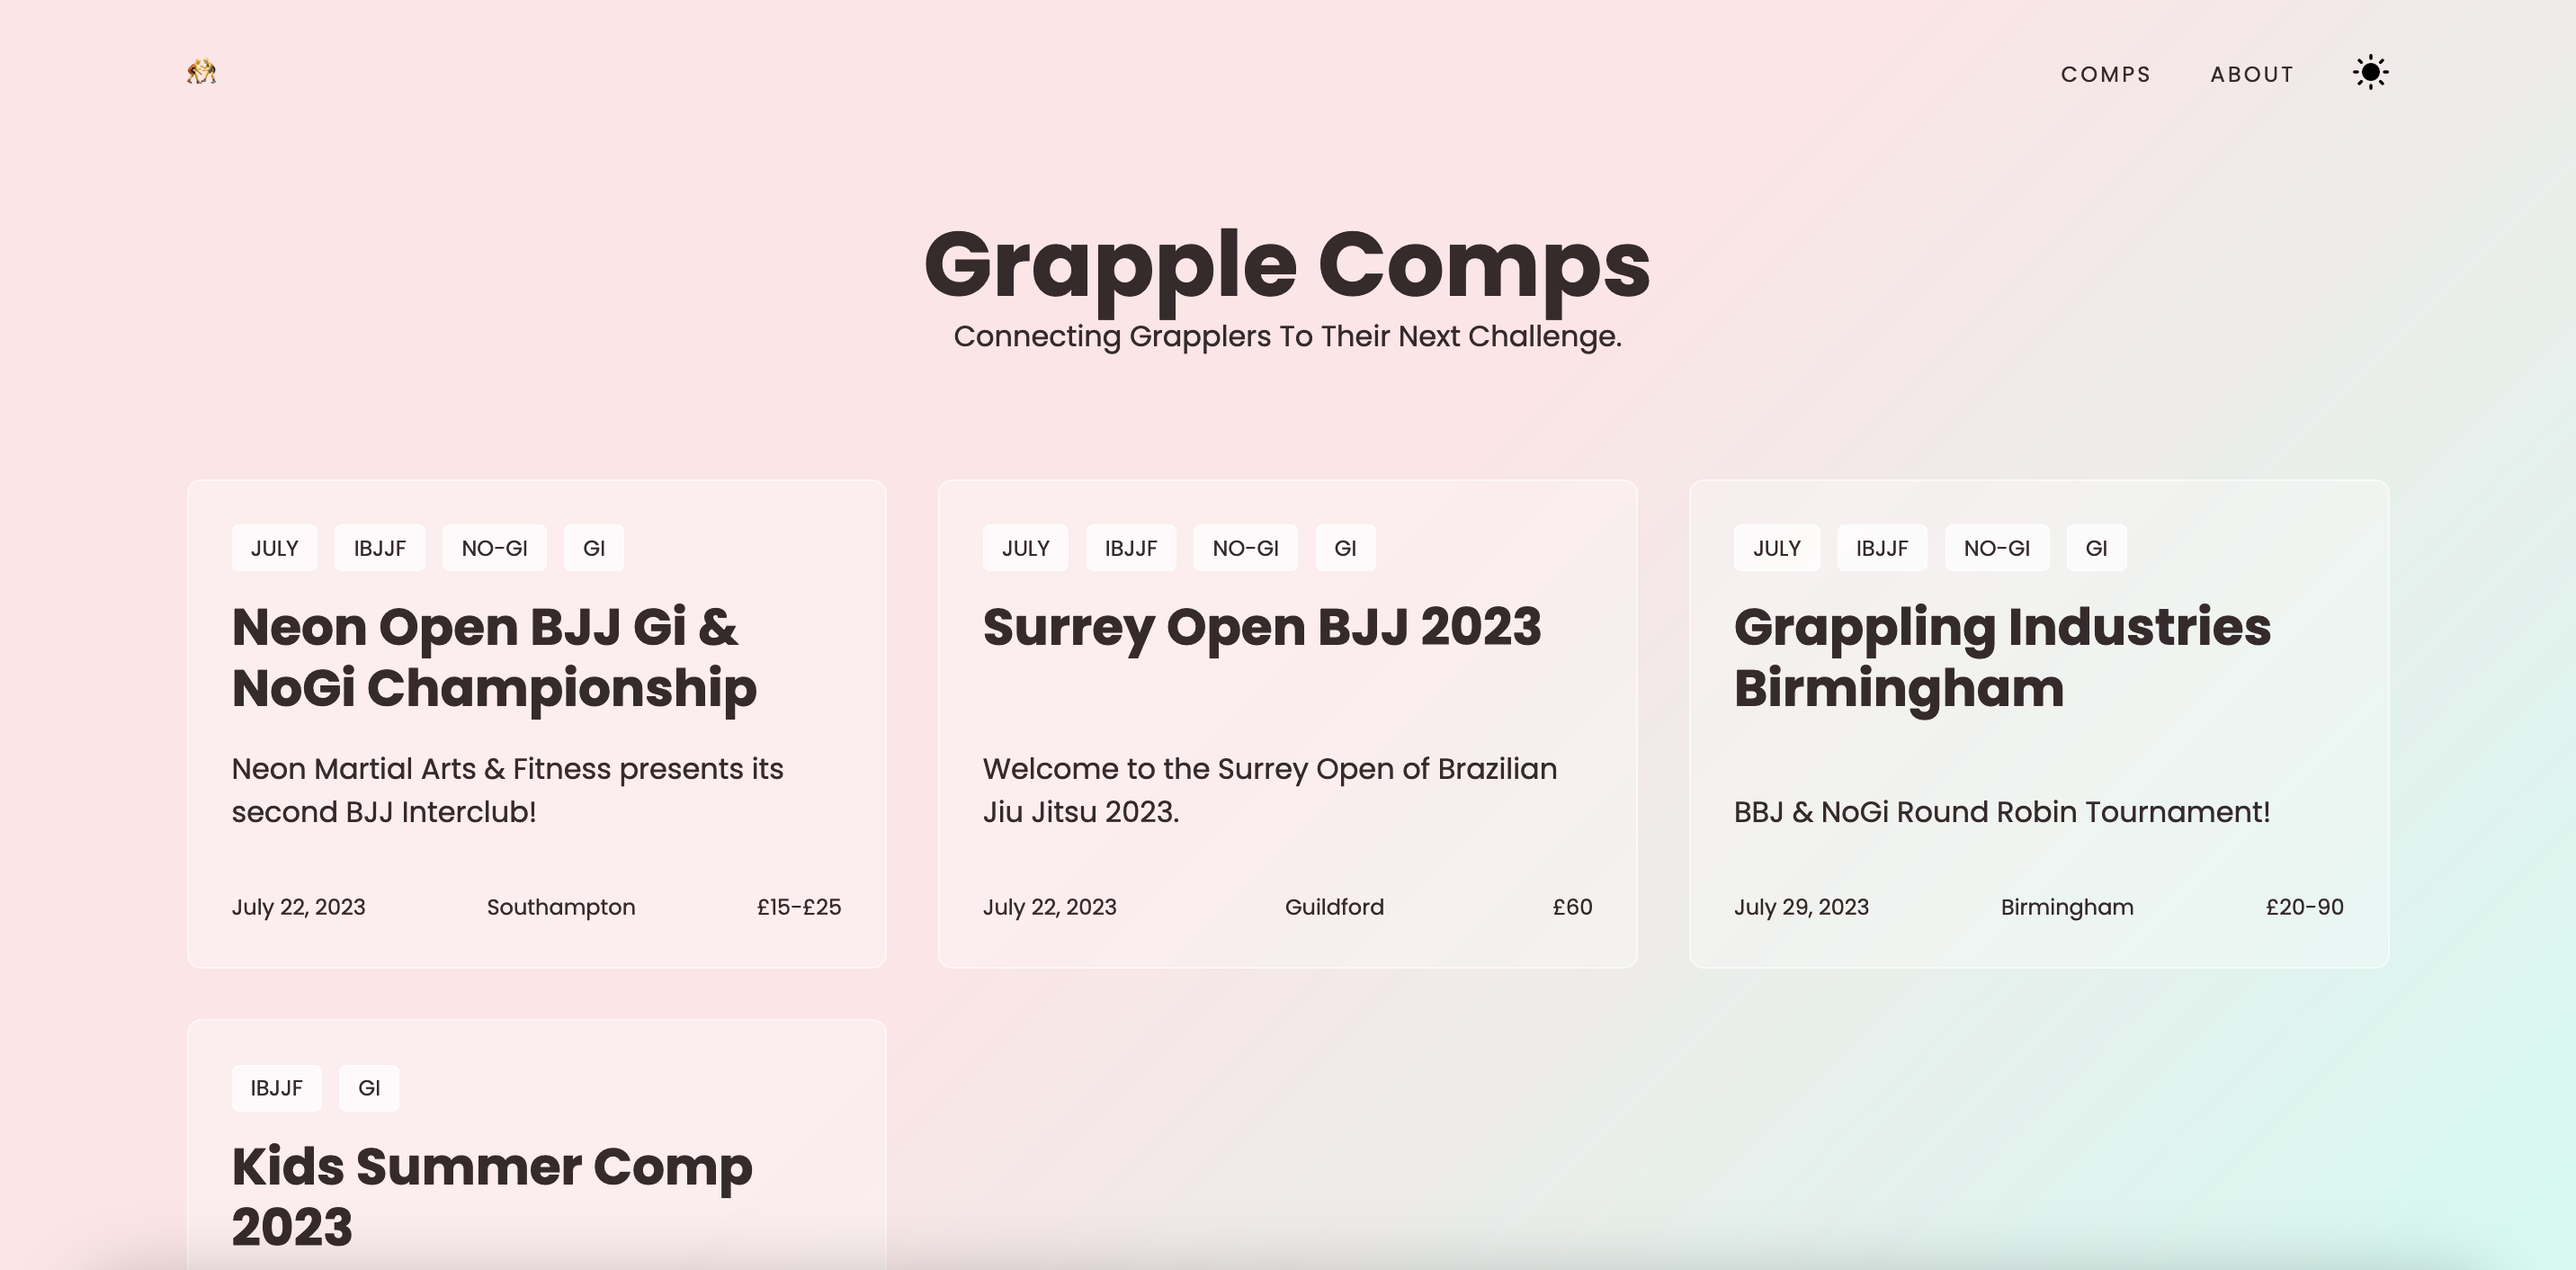 COMPS ABOUT
Grapple Comps
Connecting Grapplers To Their Next Challenge.
JULY IBJJF NO-GI GI
Neon Open BJJ Gi &
NoGi Championship
Neon Martial Arts & Fitness presents its
second BJJ Interclub!
July 22, 2023 Southampton £15-£25
JULY IBJJF NO-GI GI
Surrey Open BJJ 2023
Welcome to the Surrey Open of Brazilian
Jiu Jitsu 2023.
July 22, 2023 Guildford £60
JULY IBJJF NO-GI GI
Grappling Industries
Birmingham
BBJ & NoGi Round Robin Tournament!
July 29, 2023 Birmingham £20-90
IBJJF GI
Kids Summer Comp
2023